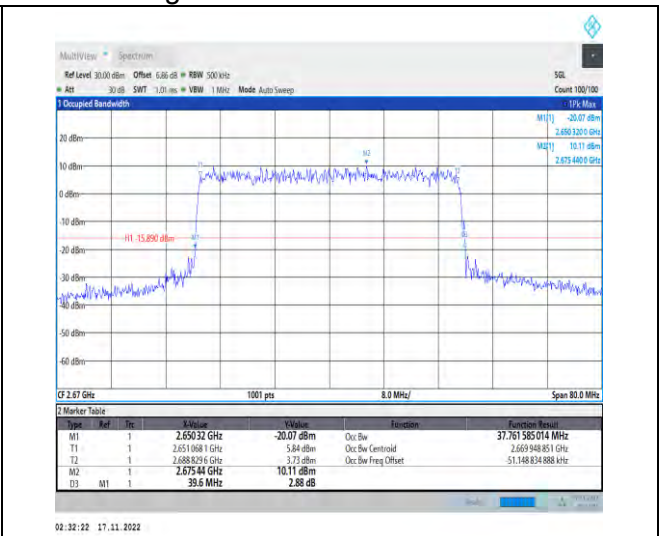 MultiView Spectrum
Ref Level 30.00 dBm Offset 6.86 dB RBW 500 kHz SGL
Att 30 dB SWT 1.01 ms VBW 1 MHz Mode Auto Sweep Count 100/100
1 Occupied Bandwidth 1Pk Max
M1[1] -20.07 dBm
2.650 320 0 GHz
M2[1] 10.11 dBm
2.675 440 0 GHz
20 dBm
M2
10 dBm
0 dBm
-10 dBm
H1 -15.890 dBm M1
-20 dBm
-30 dBm
-40 dBm
-50 dBm
-60 dBm
CF 2.67 GHz 1001 pts 8.0 MHz/ Span 80.0 MHz
2 Marker Table
Type Ref Trc X-Value Y-Value Function Function Result
M1 1 2.65032 GHz -20.07 dBm Occ Bw 37.761 585 014 MHz
T1 1 2.651 068 1 GHz 5.84 dBm Occ Bw Centroid 2.669 948 851 GHz
T2 1 2.688 829 6 GHz 3.73 dBm Occ Bw Freq Offset -51.148 834 888 kHz
M2 1 2.67544 GHz 10.11 dBm
D3 M1 1 39.6 MHz 2.88 dB
02:32:22 17.11.2022